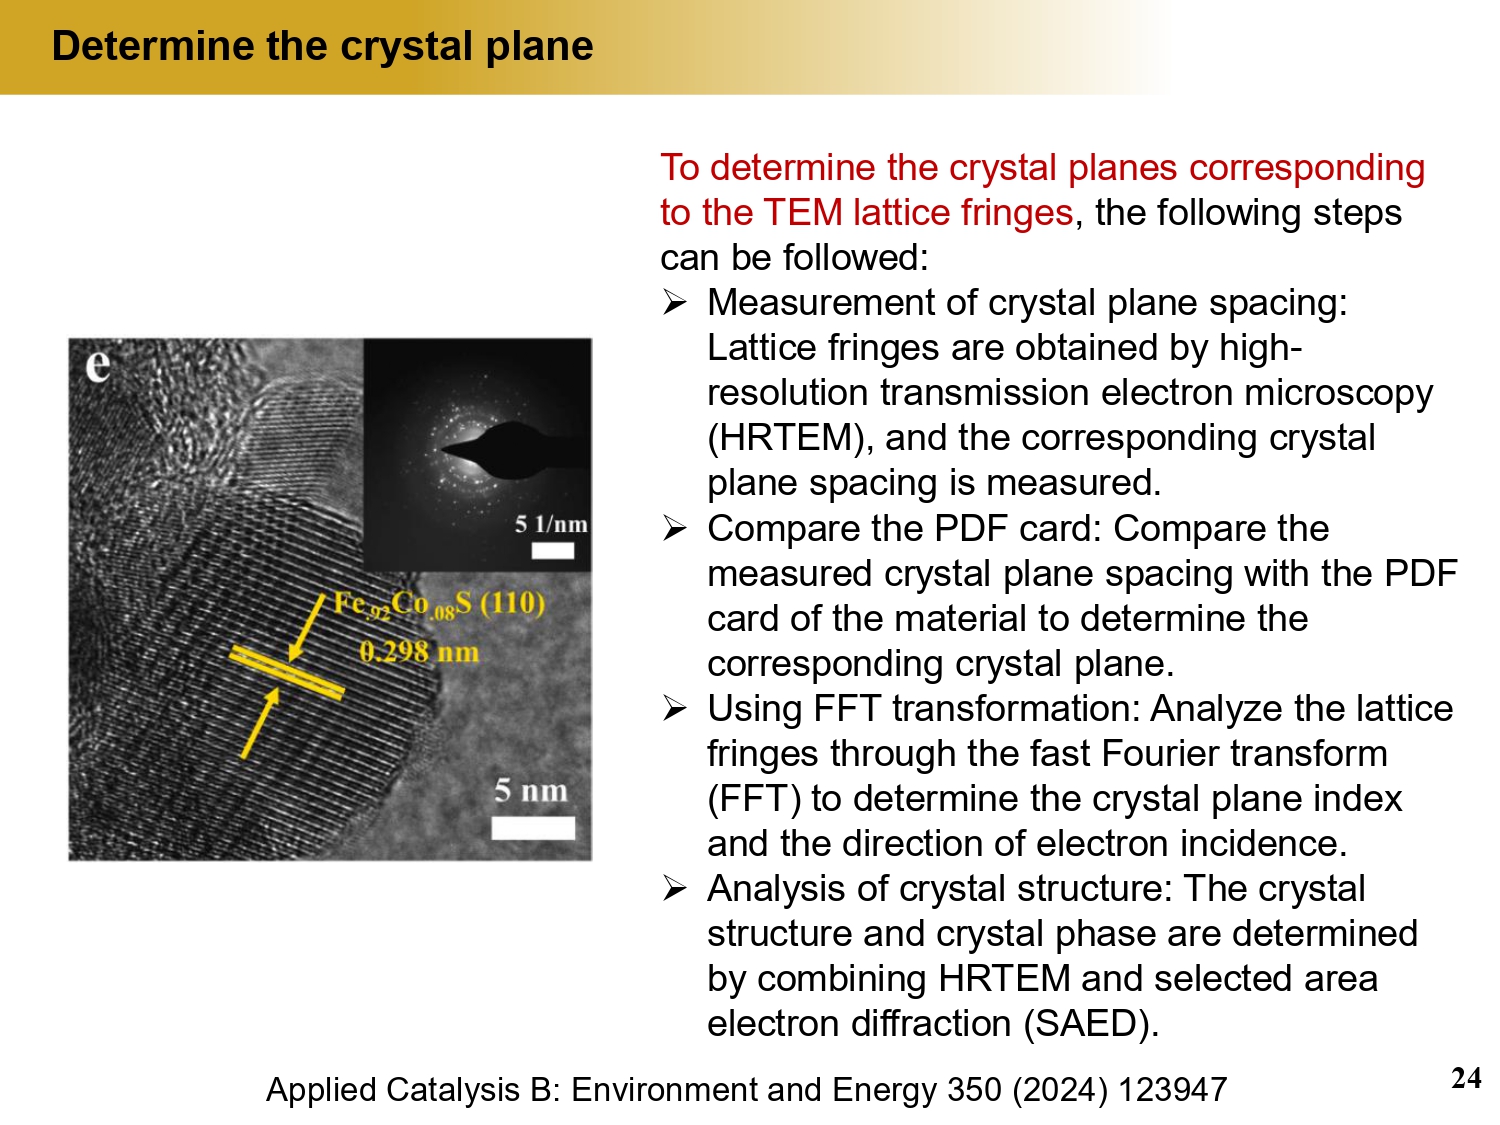 Determine the crystal plane
To determine the crystal planes corresponding
to the TEM lattice fringes, the following steps
can be followed:
➢ Measurement of crystal plane spacing:
Lattice fringes are obtained by high-
resolution transmission electron microscopy
(HRTEM), and the corresponding crystal
plane spacing is measured.
➢ Compare the PDF card: Compare the
measured crystal plane spacing with the PDF
card of the material to determine the
corresponding crystal plane.
➢ Using FFT transformation: Analyze the lattice
fringes through the fast Fourier transform
(FFT) to determine the crystal plane index
and the direction of electron incidence.
➢ Analysis of crystal structure: The crystal
structure and crystal phase are determined
by combining HRTEM and selected area
electron diffraction (SAED).
e
5 1/nm
Fe.92Co.08S (110)
0.298 nm
5 nm
Applied Catalysis B: Environment and Energy 350 (2024) 123947
24